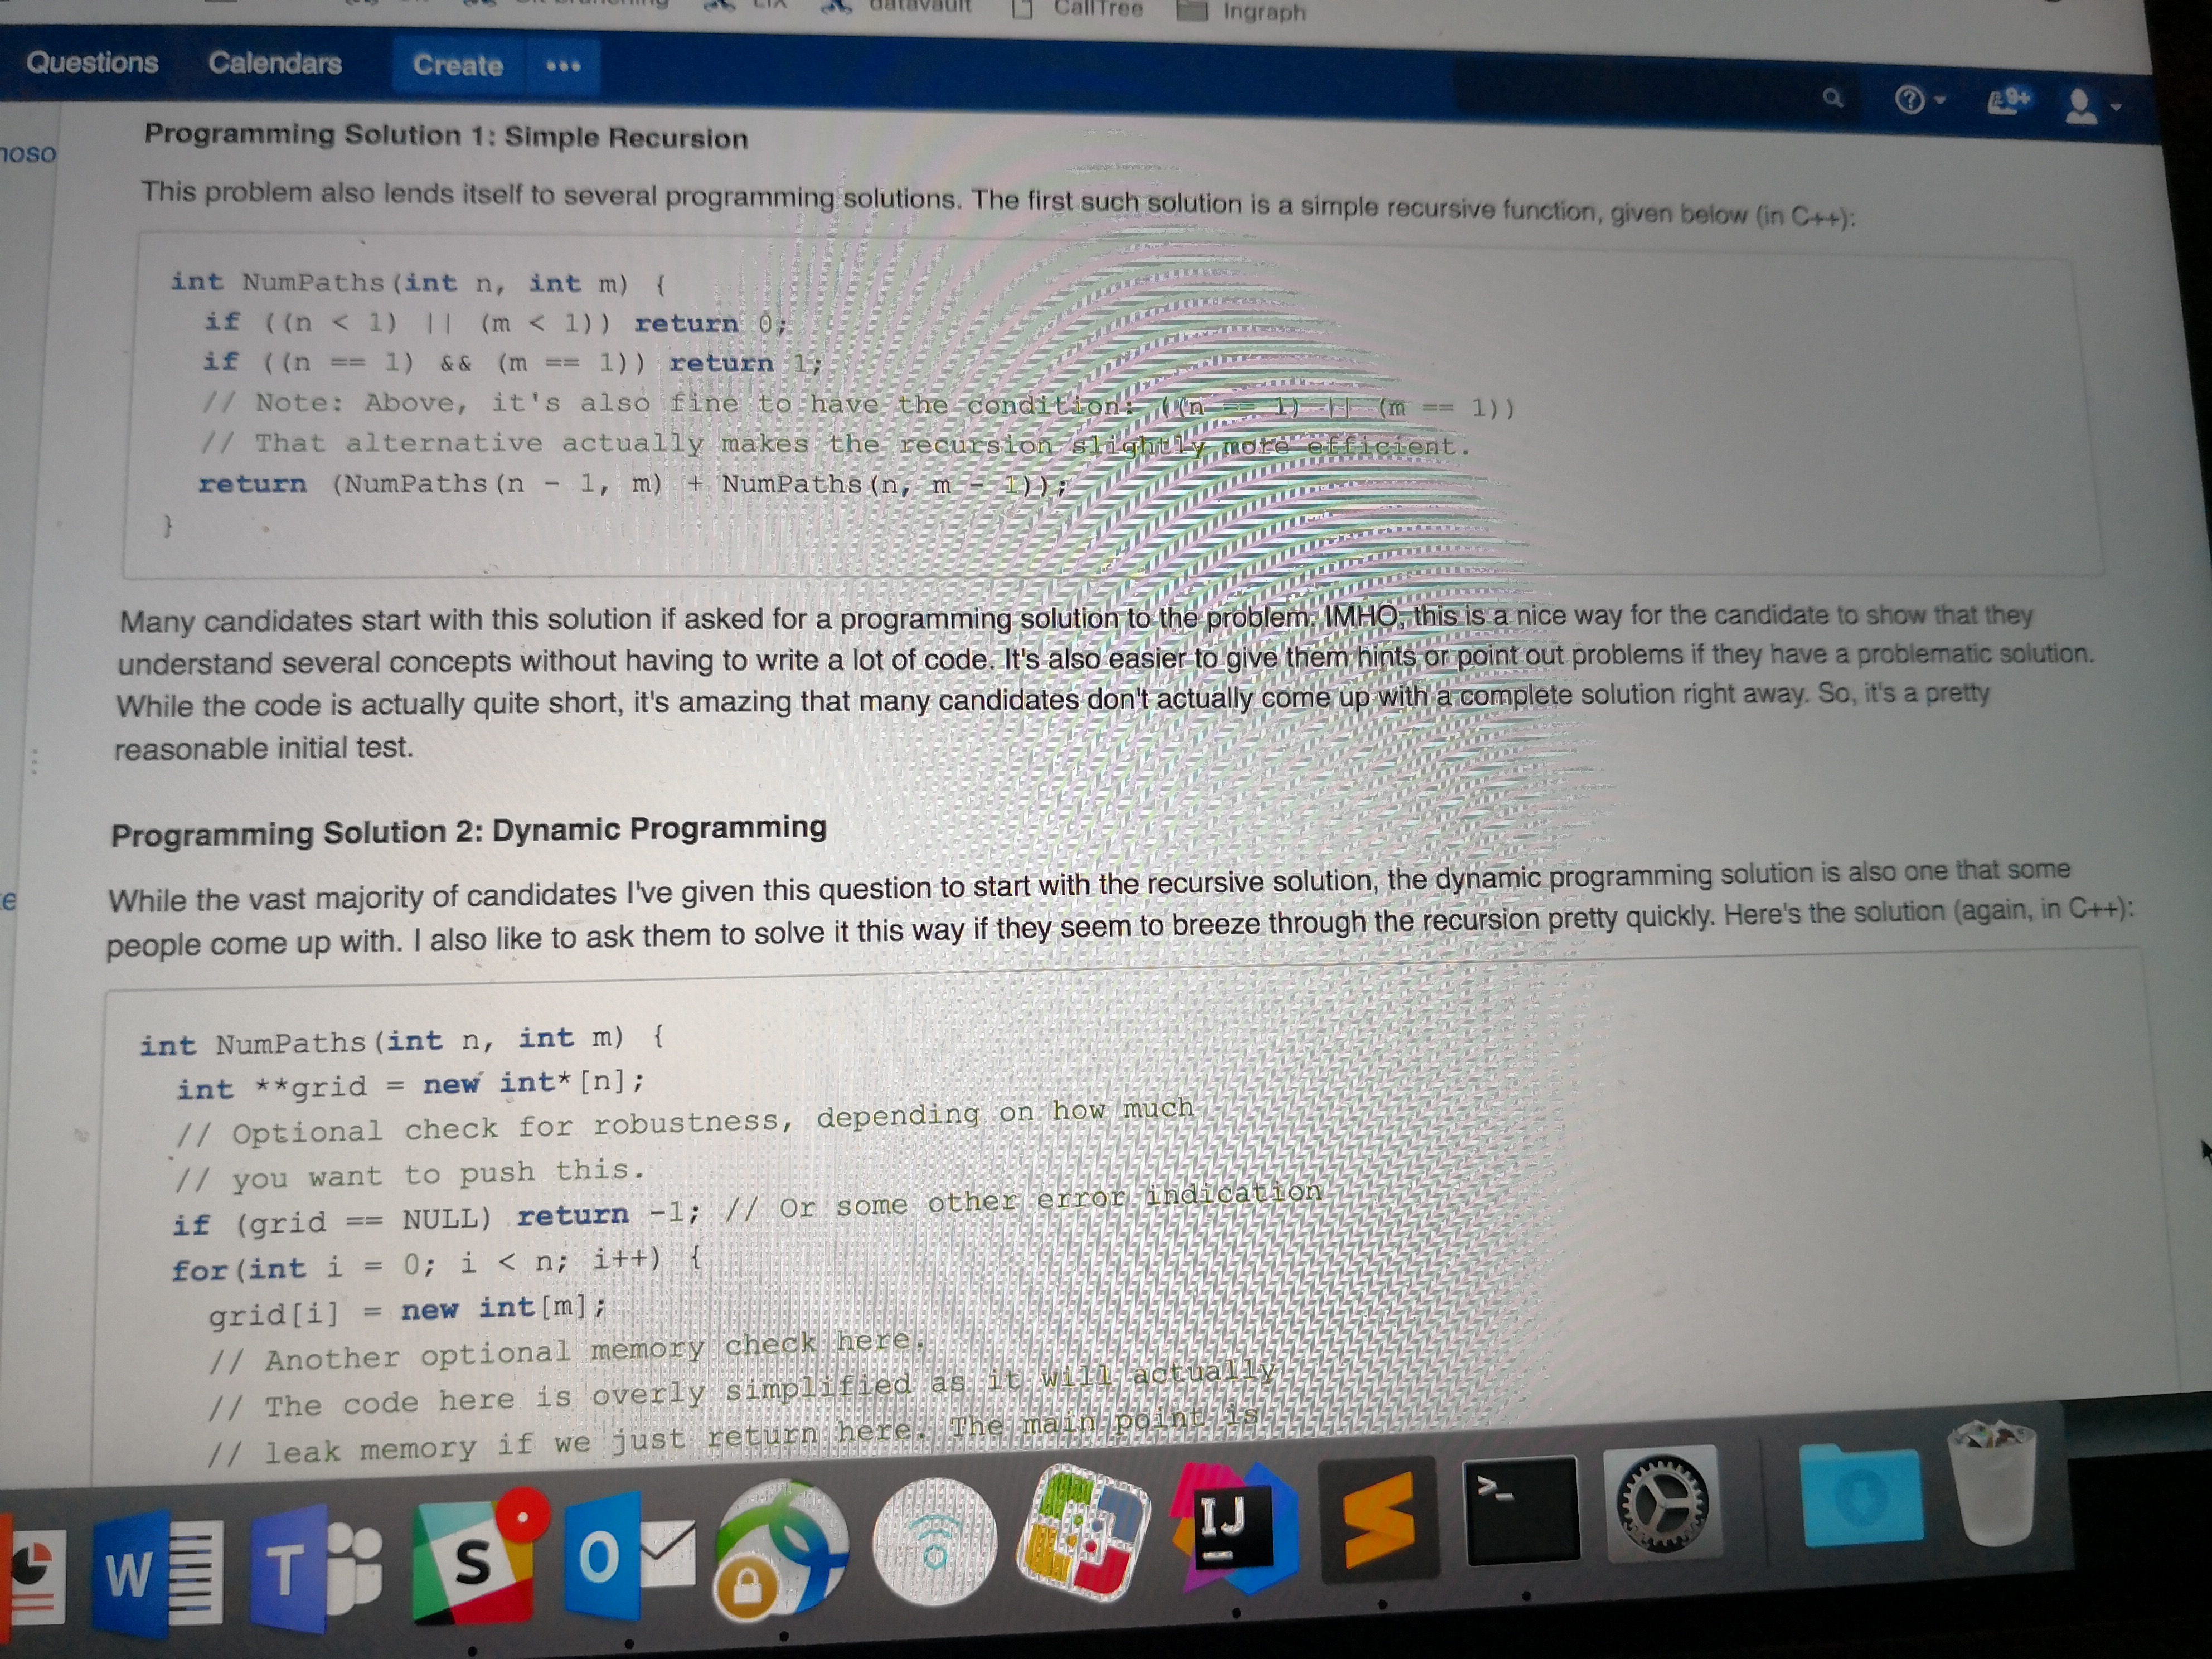 datavault
CallTree
Ingraph
Questions Calendars Create •••
9+
noso
Programming Solution 1: Simple Recursion
This problem also lends itself to several programming solutions. The first such solution is a simple recursive function, given below (in C++):
int NumPaths(int n, int m) {
if ((n < 1) || (m < 1)) return 0;
if ((n == 1) && (m == 1)) return 1;
// Note: Above, it's also fine to have the condition: ((n == 1) || (m == 1))
// That alternative actually makes the recursion slightly more efficient.
return (NumPaths(n - 1, m) + NumPaths(n, m - 1));
}
Many candidates start with this solution if asked for a programming solution to the problem. IMHO, this is a nice way for the candidate to show that they
understand several concepts without having to write a lot of code. It's also easier to give them hints or point out problems if they have a problematic solution.
While the code is actually quite short, it's amazing that many candidates don't actually come up with a complete solution right away. So, it's a pretty
reasonable initial test.
Programming Solution 2: Dynamic Programming
While the vast majority of candidates I've given this question to start with the recursive solution, the dynamic programming solution is also one that some
people come up with. I also like to ask them to solve it this way if they seem to breeze through the recursion pretty quickly. Here's the solution (again, in C++):
int NumPaths(int n, int m) {
int **grid = new int*[n];
// Optional check for robustness, depending on how much
// you want to push this.
if (grid == NULL) return -1; // Or some other error indication
for(int i = 0; i < n; i++) {
grid[i] = new int[m];
// Another optional memory check here.
// The code here is overly simplified as it will actually
// leak memory if we just return here. The main point is
W T S O IJ >_